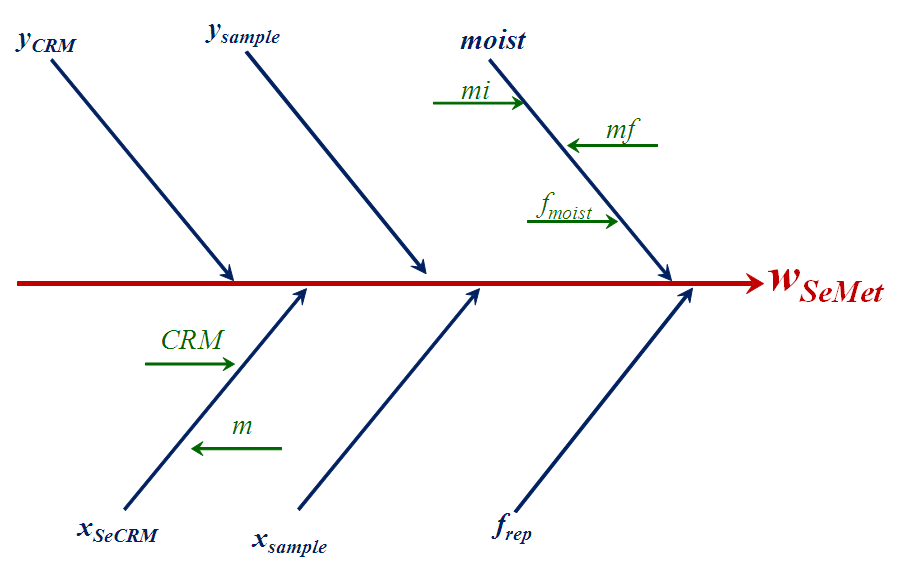 yCRM
ysample
moist
mi
mf
fmoist
wSeMet
CRM
m
xSeCRM
xsample
frep